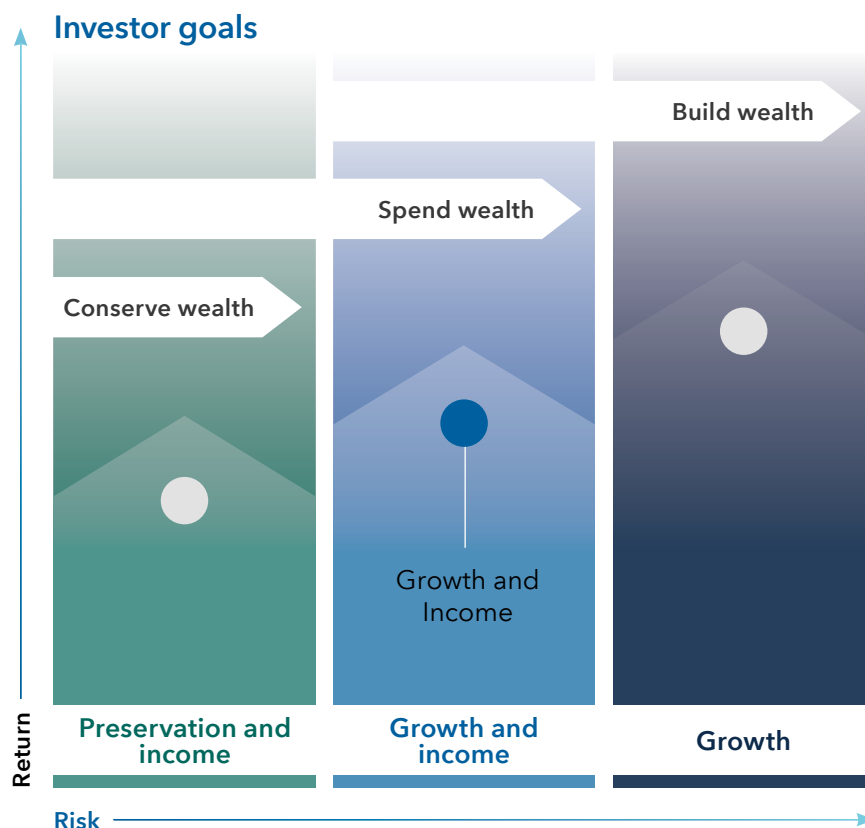 Investor goals
Build wealth
Spend wealth
Conserve wealth
Growth and
Income
Return
Preservation and
income
Growth and
income
Growth
Risk